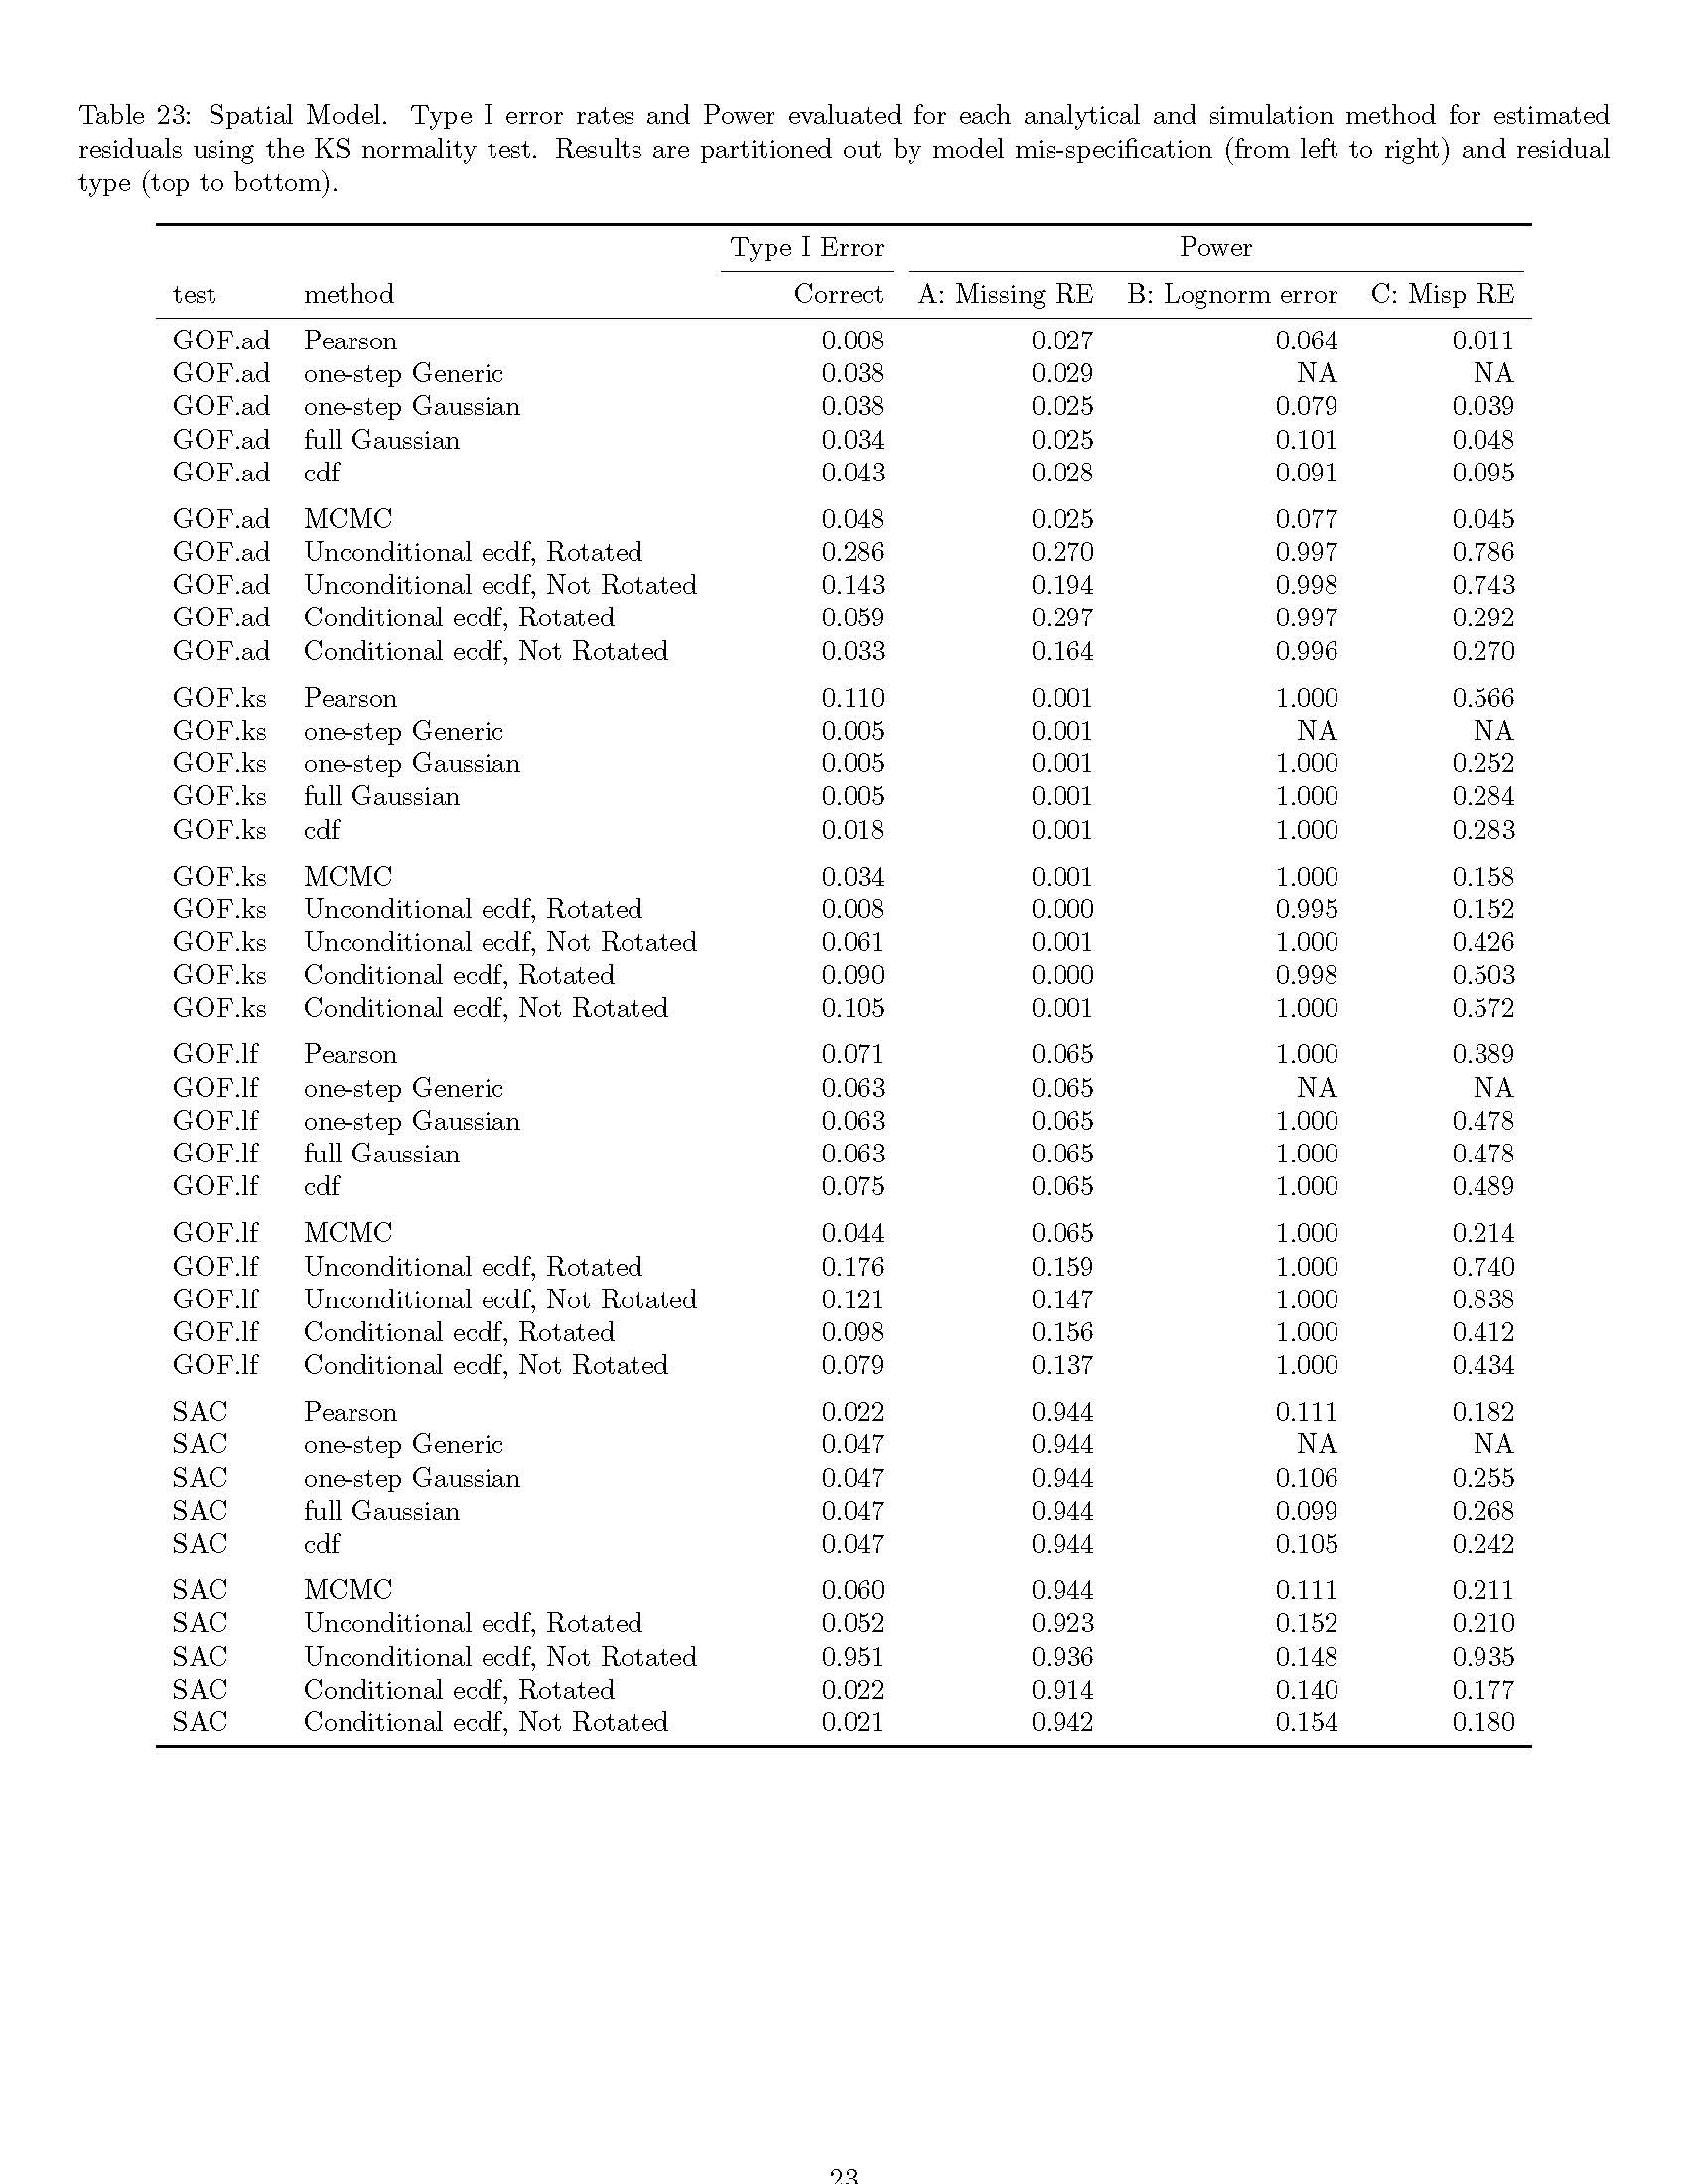 Table 23: Spatial Model. Type I error rates and Power evaluated for each analytical and simulation method for estimated
residuals using the KS normality test. Results are partitioned out by model mis-specification (from left to right) and residual
type (top to bottom).
Type I Error Power
test method Correct A: Missing RE B: Lognorm error C: Misp RE
GOF.ad Pearson 0.008 0.027 0.064 0.011
GOF.ad one-step Generic 0.038 0.029 NA NA
GOF.ad one-step Gaussian 0.038 0.025 0.079 0.039
GOF.ad full Gaussian 0.034 0.025 0.101 0.048
GOF.ad cdf 0.043 0.028 0.091 0.095
GOF.ad MCMC 0.048 0.025 0.077 0.045
GOF.ad Unconditional ecdf, Rotated 0.286 0.270 0.997 0.786
GOF.ad Unconditional ecdf, Not Rotated 0.143 0.194 0.998 0.743
GOF.ad Conditional ecdf, Rotated 0.059 0.297 0.997 0.292
GOF.ad Conditional ecdf, Not Rotated 0.033 0.164 0.996 0.270
GOF.ks Pearson 0.110 0.001 1.000 0.566
GOF.ks one-step Generic 0.005 0.001 NA NA
GOF.ks one-step Gaussian 0.005 0.001 1.000 0.252
GOF.ks full Gaussian 0.005 0.001 1.000 0.284
GOF.ks cdf 0.018 0.001 1.000 0.283
GOF.ks MCMC 0.034 0.001 1.000 0.158
GOF.ks Unconditional ecdf, Rotated 0.008 0.000 0.995 0.152
GOF.ks Unconditional ecdf, Not Rotated 0.061 0.001 1.000 0.426
GOF.ks Conditional ecdf, Rotated 0.090 0.000 0.998 0.503
GOF.ks Conditional ecdf, Not Rotated 0.105 0.001 1.000 0.572
GOF.lf Pearson 0.071 0.065 1.000 0.389
GOF.lf one-step Generic 0.063 0.065 NA NA
GOF.lf one-step Gaussian 0.063 0.065 1.000 0.478
GOF.lf full Gaussian 0.063 0.065 1.000 0.478
GOF.lf cdf 0.075 0.065 1.000 0.489
GOF.lf MCMC 0.044 0.065 1.000 0.214
GOF.lf Unconditional ecdf, Rotated 0.176 0.159 1.000 0.740
GOF.lf Unconditional ecdf, Not Rotated 0.121 0.147 1.000 0.838
GOF.lf Conditional ecdf, Rotated 0.098 0.156 1.000 0.412
GOF.lf Conditional ecdf, Not Rotated 0.079 0.137 1.000 0.434
SAC Pearson 0.022 0.944 0.111 0.182
SAC one-step Generic 0.047 0.944 NA NA
SAC one-step Gaussian 0.047 0.944 0.106 0.255
SAC full Gaussian 0.047 0.944 0.099 0.268
SAC cdf 0.047 0.944 0.105 0.242
SAC MCMC 0.060 0.944 0.111 0.211
SAC Unconditional ecdf, Rotated 0.052 0.923 0.152 0.210
SAC Unconditional ecdf, Not Rotated 0.951 0.936 0.148 0.935
SAC Conditional ecdf, Rotated 0.022 0.914 0.140 0.177
SAC Conditional ecdf, Not Rotated 0.021 0.942 0.154 0.180
23